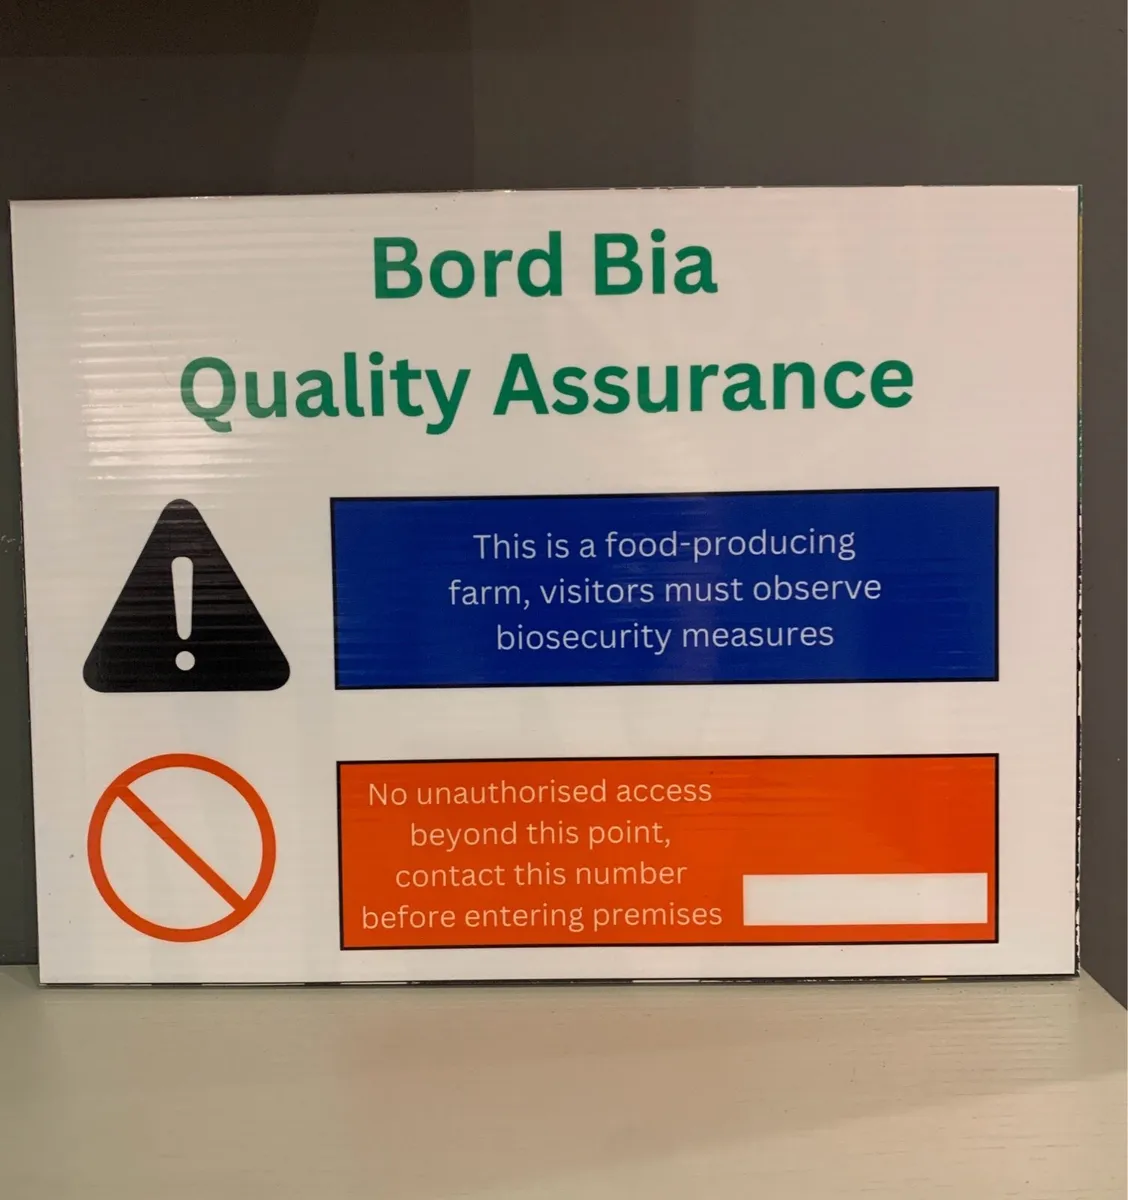 Bord Bia
Quality Assurance
This is a food-producing
farm, visitors must observe
biosecurity measures
No unauthorised access
beyond this point,
contact this number
before entering premises